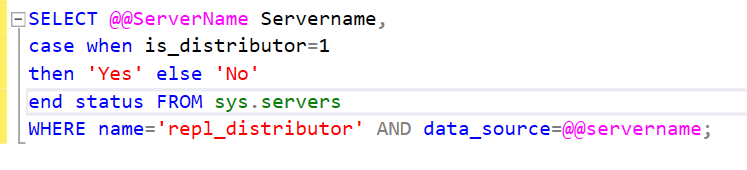 SELECT @@ServerName Servername,
case when is_distributor=1
then 'Yes' else 'No'
end status FROM sys.servers
WHERE name='repl_distributor' AND data_source=@@servername;